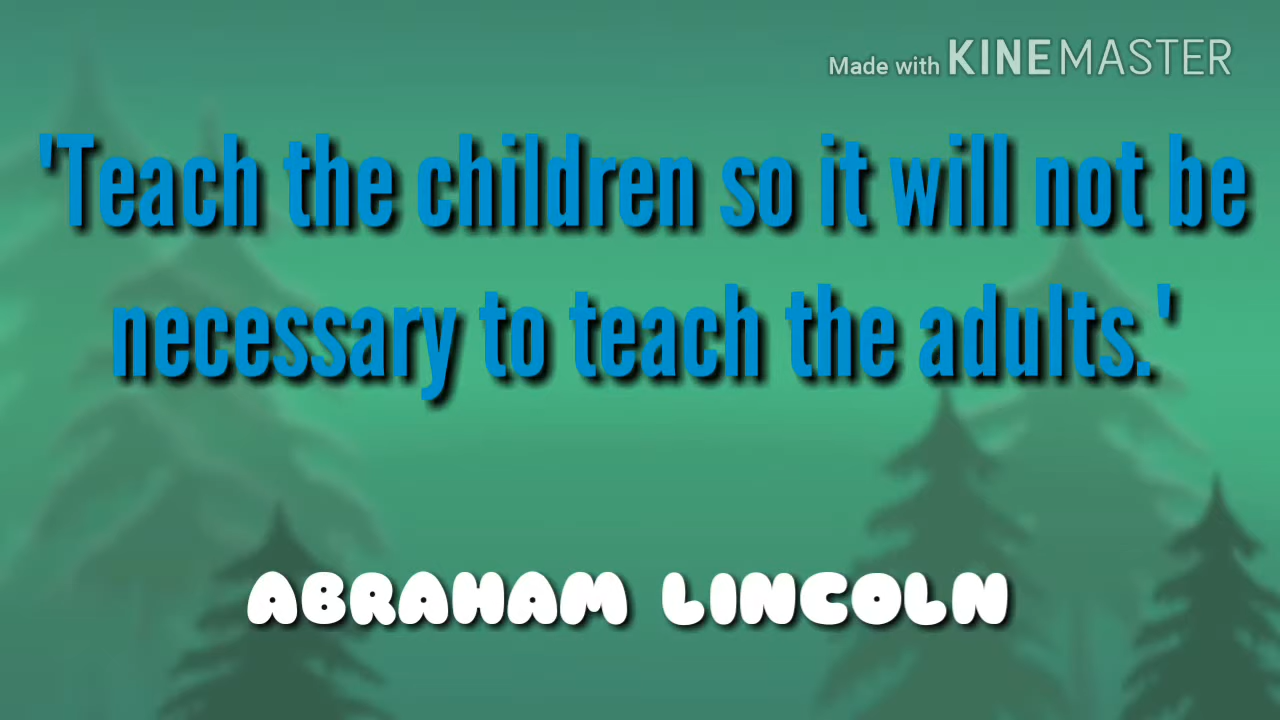 Made with KINEMASTER
'Teach the children so it will not be
necessary to teach the adults.'
ABRAHAM LINCOLN